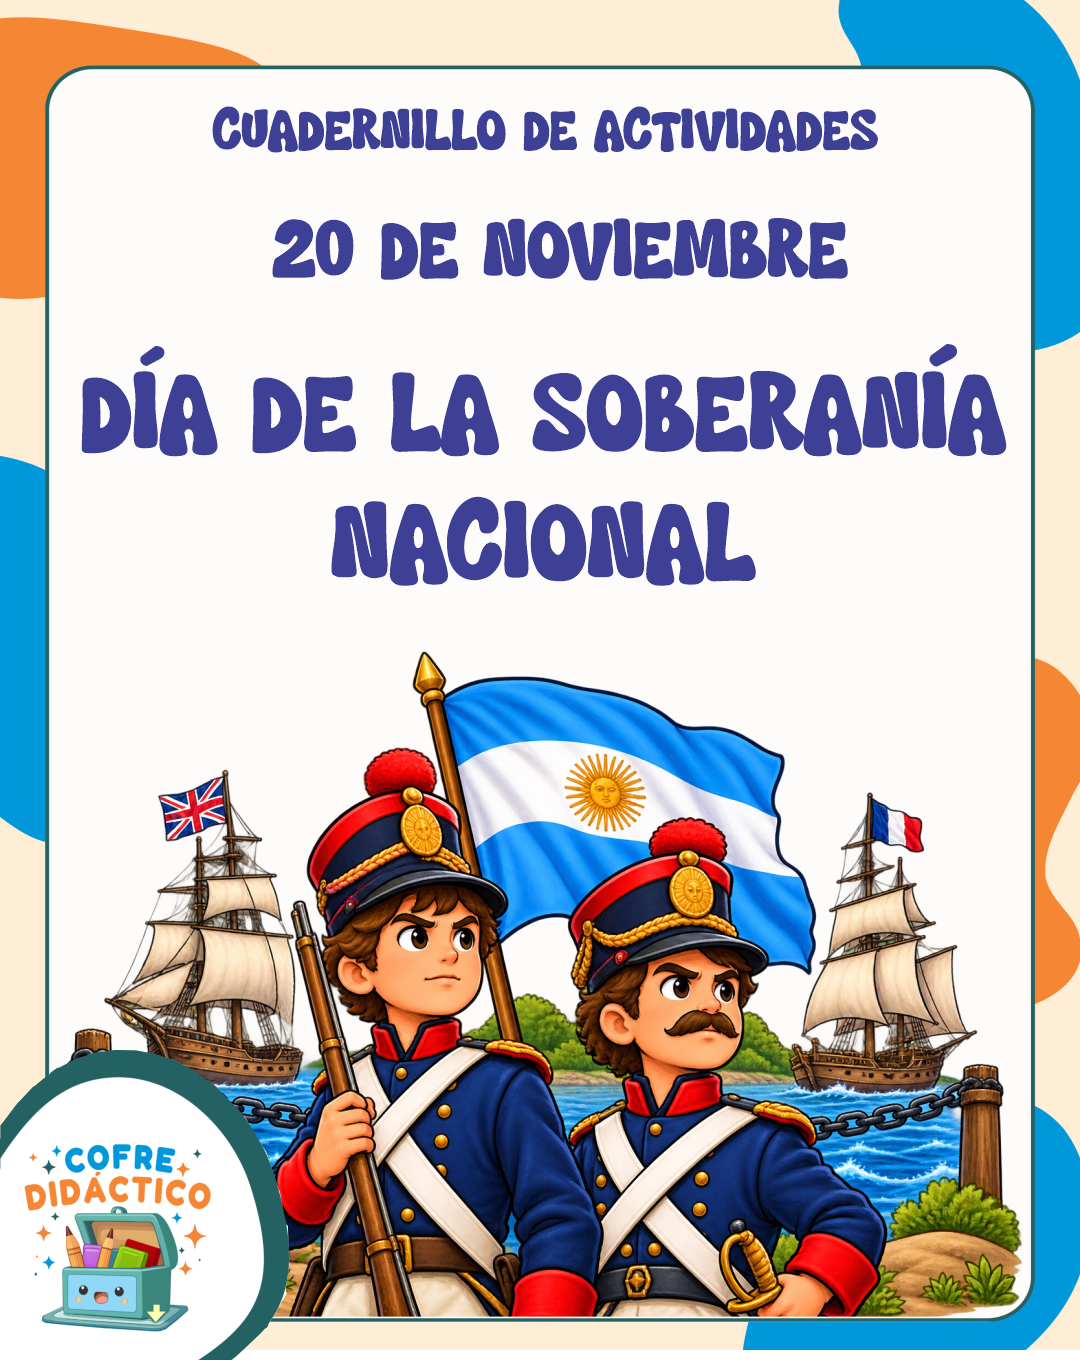 CUADERNILLO DE ACTIVIDADES
20 DE NOVIEMBRE
DÍA DE LA SOBERANÍA
NACIONAL
COFRE
DIDÁCTICO